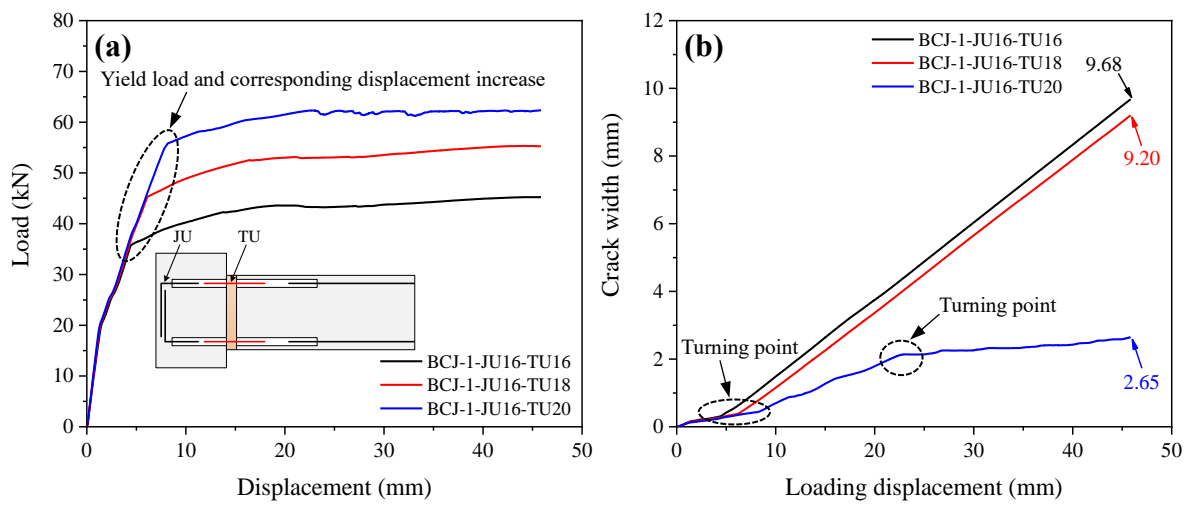 (a)
Yield load and corresponding displacement increase
JU
TU
BCJ-1-JU16-TU16
BCJ-1-JU16-TU18
BCJ-1-JU16-TU20
80
70
60
50
40
30
20
10
0
0 10 20 30 40 50
Load (kN)
Displacement (mm)
(b)
BCJ-1-JU16-TU16
BCJ-1-JU16-TU18
BCJ-1-JU16-TU20
9.68
9.20
Turning point
Turning point
2.65
12
10
8
6
4
2
0
0 10 20 30 40 50
Crack width (mm)
Loading displacement (mm)